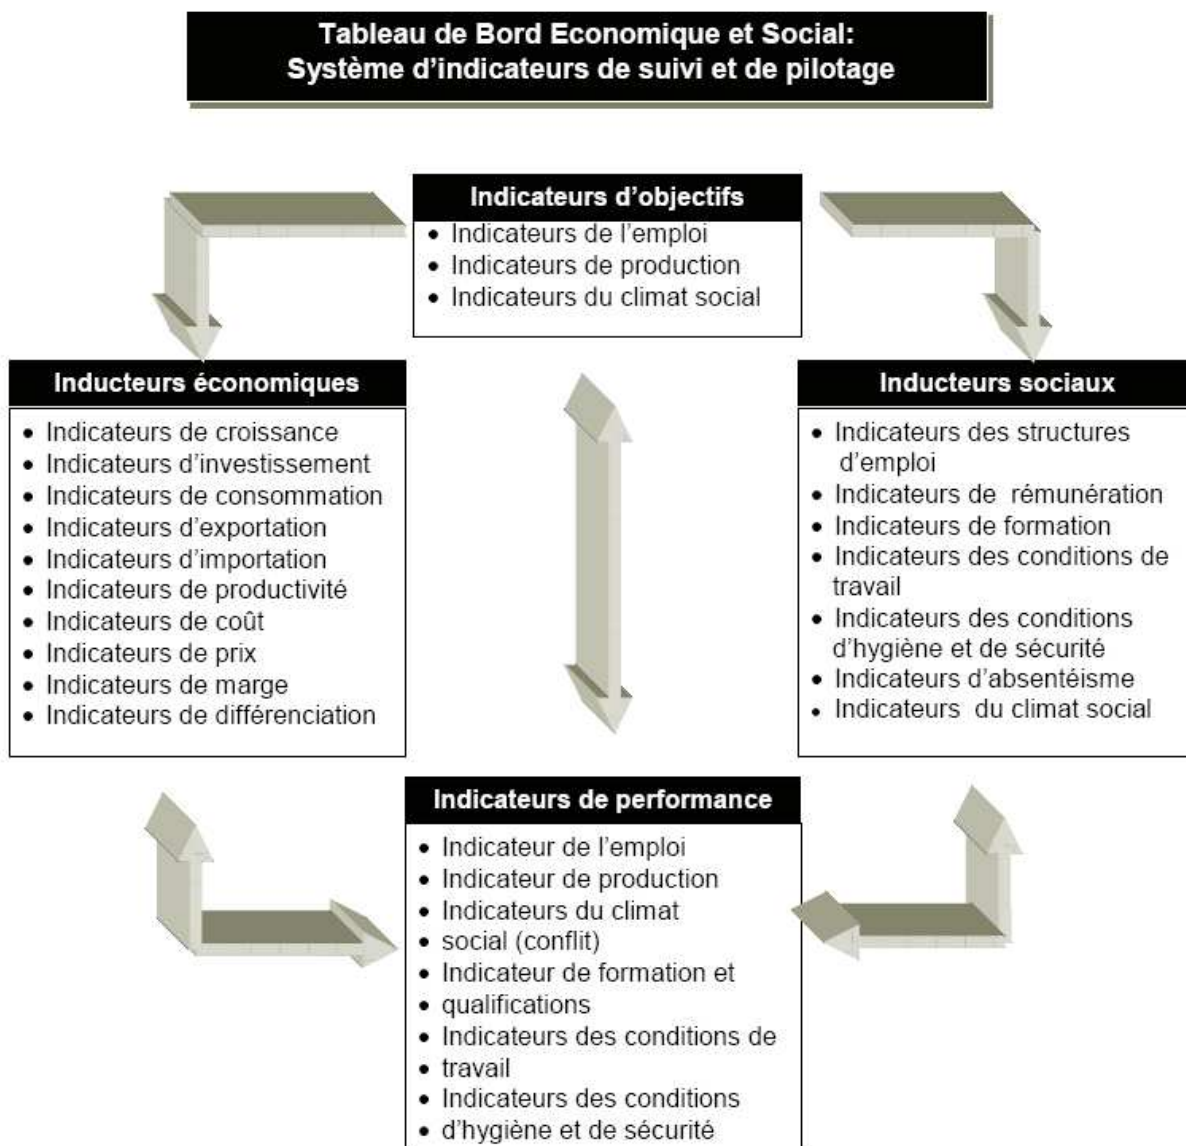 Tableau de Bord Economique et Social:
Système d'indicateurs de suivi et de pilotage
Indicateurs d'objectifs
• Indicateurs de l'emploi
• Indicateurs de production
• Indicateurs du climat social
Inducteurs économiques
• Indicateurs de croissance
• Indicateurs d'investissement
• Indicateurs de consommation
• Indicateurs d'exportation
• Indicateurs d'importation
• Indicateurs de productivité
• Indicateurs de coût
• Indicateurs de prix
• Indicateurs de marge
• Indicateurs de différenciation
Inducteurs sociaux
• Indicateurs des structures
d'emploi
• Indicateurs de rémunération
• Indicateurs de formation
• Indicateurs des conditions de
travail
• Indicateurs des conditions
d'hygiène et de sécurité
• Indicateurs d'absentéisme
• Indicateurs du climat social
Indicateurs de performance
• Indicateur de l'emploi
• Indicateur de production
• Indicateurs du climat
• social (conflit)
• Indicateur de formation et
• qualifications
• Indicateurs des conditions de
• travail
• Indicateurs des conditions
• d'hygiène et de sécurité